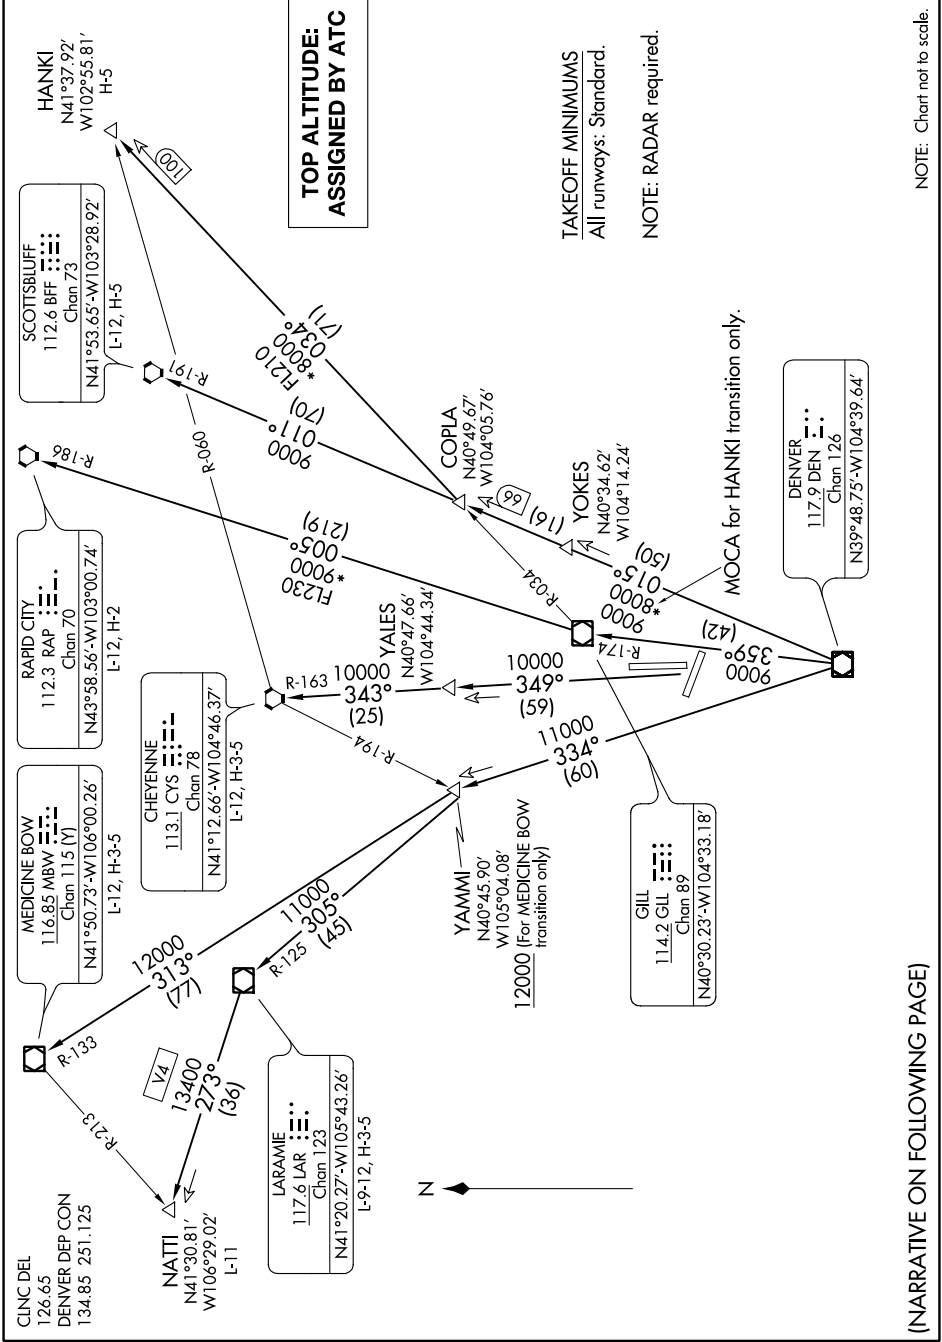 CLNC DEL
126.65
DENVER DEP CON
134.85 251.125
TOP ALTITUDE:
ASSIGNED BY ATC
HANKI
N41°37.92'
W102°55.81'
H-5
SCOTTSBLUFF
112.6 BFF
Chan 73
N41°53.65'-W103°28.92'
L-12, H-5
RAPID CITY
112.3 RAP
Chan 70
N43°58.56'-W103°00.74'
L-12, H-2
MEDICINE BOW
116.85 MBW
Chan 115 (Y)
N41°50.73'-W106°00.26'
L-12, H-3-5
CHEYENNE
113.1 CYS
Chan 78
N41°12.66'-W104°46.37'
L-12, H-3-5
NATTI
N41°30.81'
W106°29.02'
L-11
LARAMIE
117.6 LAR
Chan 123
N41°20.27'-W105°43.26'
L-9-12, H-3-5
R-133
R-213
V4
13400
273°
(36)
12000
313°
(77)
R-125
11000
305°
(45)
R-194
R-163
10000
343°
(25)
R-060
R-191
R-186
100
FL210
*8000
034°
(71)
9000
011°
(70)
FL230
*9000
005°
(219)
YALES
N40°47.66'
W104°44.34'
COPLA
N40°49.67'
W104°05.76'
66
(16)
YOKES
N40°34.62'
W104°14.24'
R-034
YAMMI
N40°45.90'
W105°04.08'
12000 (For MEDICINE BOW
transition only)
11000
334°
(60)
10000
349°
(59)
R-174
9000
359°
(42)
9000
*8000
015°
(50)
MOCA for HANKI transition only.
GILL
114.2 GLL
Chan 89
N40°30.23'-W104°33.18'
DENVER
117.9 DEN
Chan 126
N39°48.75'-W104°39.64'
TAKEOFF MINIMUMS
All runways: Standard.
NOTE: RADAR required.
N
(NARRATIVE ON FOLLOWING PAGE)
NOTE: Chart not to scale.